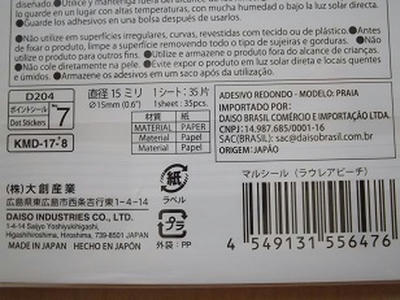 diseñado. ●Utilice y mantenga fuera del alcance de
lo guarde en lugar con altas temperaturas, con mucha humedad o bajo la luz solar directa.
●Guarde los adhesivos en una bolsa después de usarlos.
●Não utilize em superfícies irregulares, curvas, revestidas com tecido ou de plástico. ●Antes
de fixar o produto, limpe a superfície removendo todo o tipo de sujeiras e gorduras. ●Não
utilize para outras finalidades. ●Utilize e armazene o produto fora do alcance de crianças.
●Não cole diretamente na pele. ●Evite expor o produto em luz solar direta e locais quentes
e úmidos. ●Armazene os adesivos em um saco após da utilização.
D204
ポイントシール
Dot Stickers
No. 7
KMD-17-8
直径15ミリ 1シート:35片
∅15mm(0.6") 1sheet:35pcs.
材質 紙
MATERIAL PAPER
Material Papel
Material Papel
ADESIVO REDONDO - MODELO: PRAIA
IMPORTADO POR:
DAISO BRASIL COMÉRCIO E IMPORTAÇÃO LTDA.
CNPJ: 14.987.685/0001-16
SAC(BRASIL): sac@daisobrasil.com.br
ORIGEM: JAPÃO
(株)大創産業
広島県東広島市西条吉行東1-4-14
DAISO INDUSTRIES CO., LTD.
1-4-14 Saijyo Yoshiyukihigashi,
Higashihiroshima, Hiroshima, 739-8501 JAPAN
MADE IN JAPAN HECHO EN JAPÓN
紙
ラベル
プラ
外袋:PP
マルシール(ラウレアビーチ)
4 549131 556476